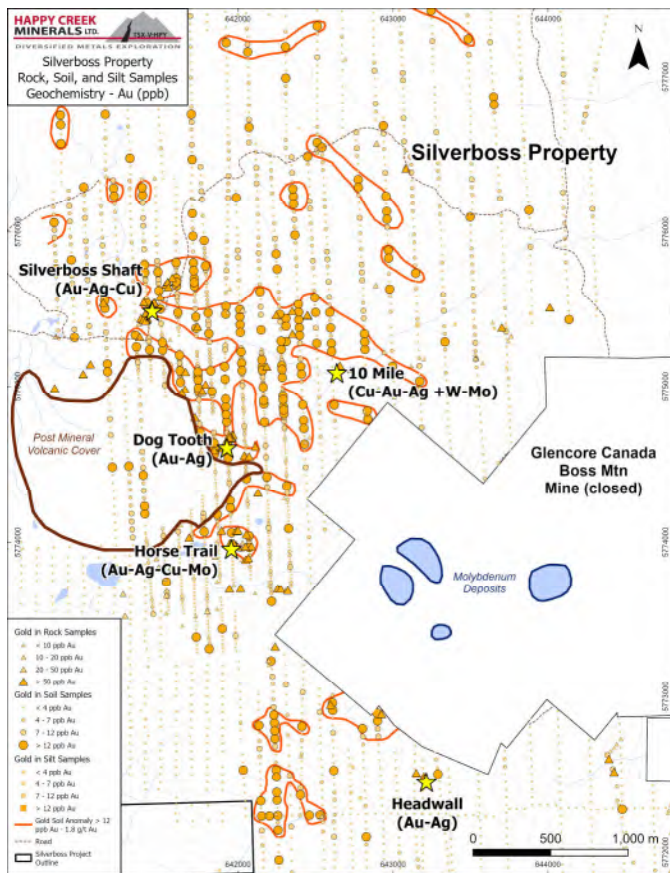 HAPPY CREEK
MINERALS LTD.
TSX-V:HPY
DIVERSIFIED METALS EXPLORATION
Silverboss Property
Rock, Soil, and Silt Samples
Geochemistry - Au (ppb)
642000
643000
644000
N
5777000
Silverboss Property
5776000
Silverboss Shaft
(Au-Ag-Cu)
10 Mile
(Cu-Au-Ag +W-Mo)
5775000
5775000
Post Mineral
Volcanic Cover
Dog Tooth
(Au-Ag)
Glencore Canada
Boss Mtn
Mine (closed)
5774000
5774000
Horse Trail
(Au-Ag-Cu-Mo)
Molybdenum
Deposits
Gold in Rock Samples
< 10 ppb Au
10 - 20 ppb Au
20 - 50 ppb Au
> 50 ppb Au
Gold in Soil Samples
< 4 ppb Au
4 - 7 ppb Au
7 - 12 ppb Au
> 12 ppb Au
Gold in Silt Samples
< 4 ppb Au
4 - 7 ppb Au
7 - 12 ppb Au
> 12 ppb Au
Gold Soil Anomaly > 12
ppb Au - 1.8 g/t Au
Road
Silverboss Project
Outline
5773000
Headwall
(Au-Ag)
0 500 1,000 m
5772000
642000
643000
644000